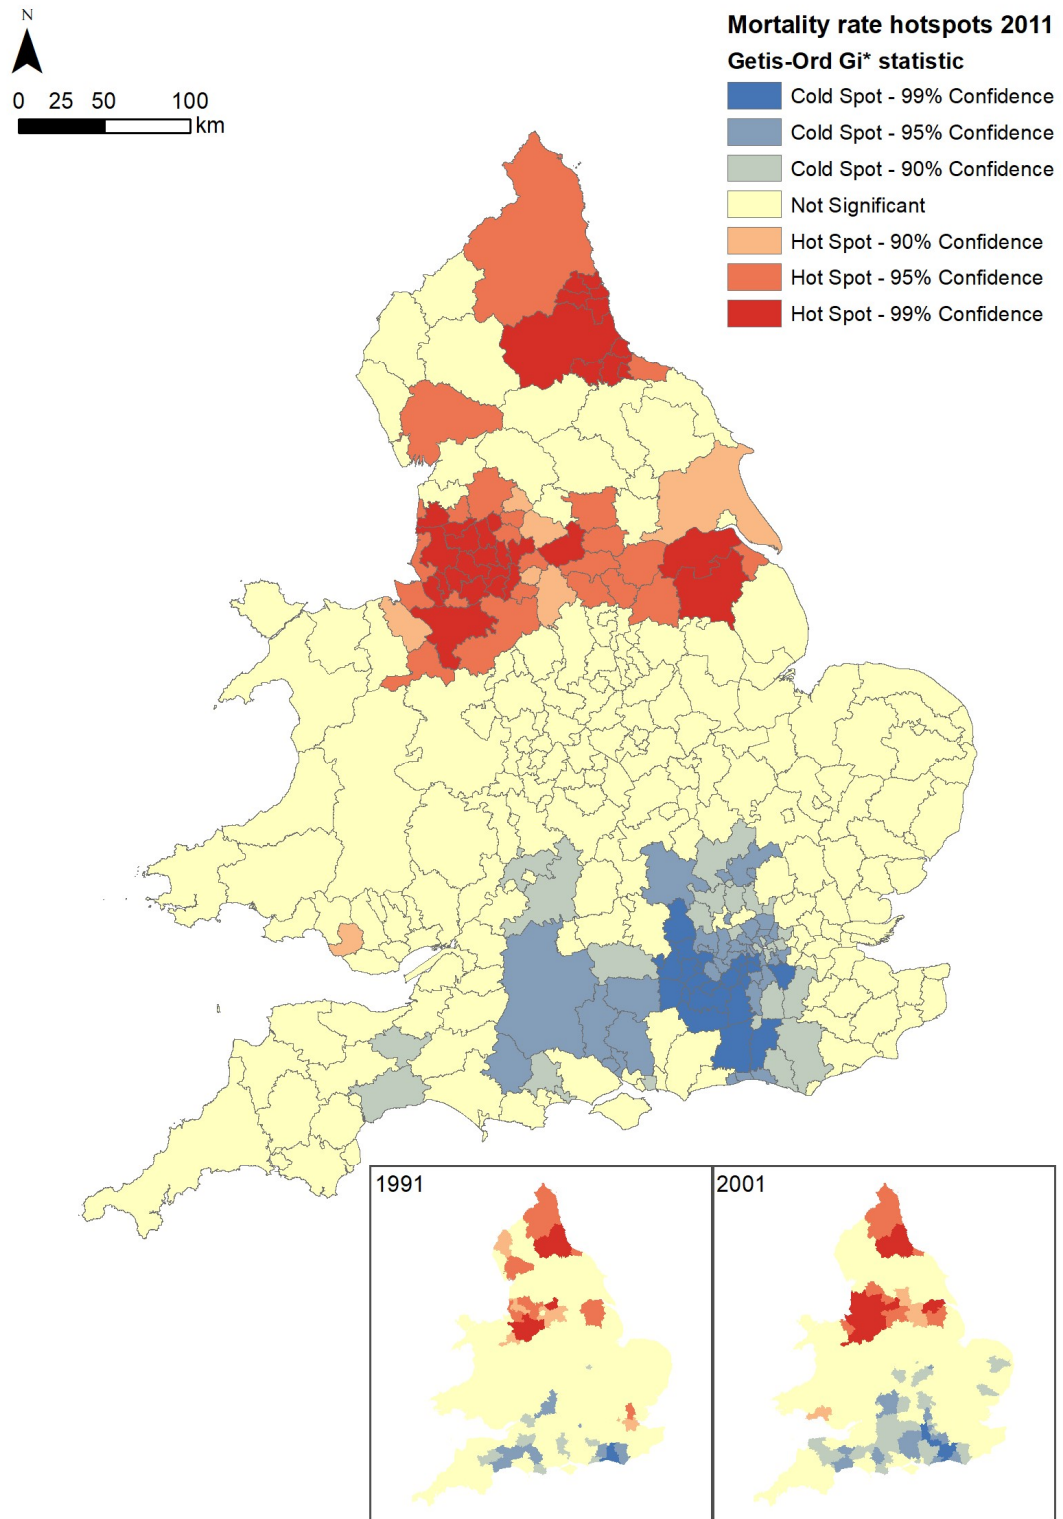 N
0 25 50 100
km
Mortality rate hotspots 2011
Getis-Ord Gi* statistic
Cold Spot - 99% Confidence
Cold Spot - 95% Confidence
Cold Spot - 90% Confidence
Not Significant
Hot Spot - 90% Confidence
Hot Spot - 95% Confidence
Hot Spot - 99% Confidence
1991
2001